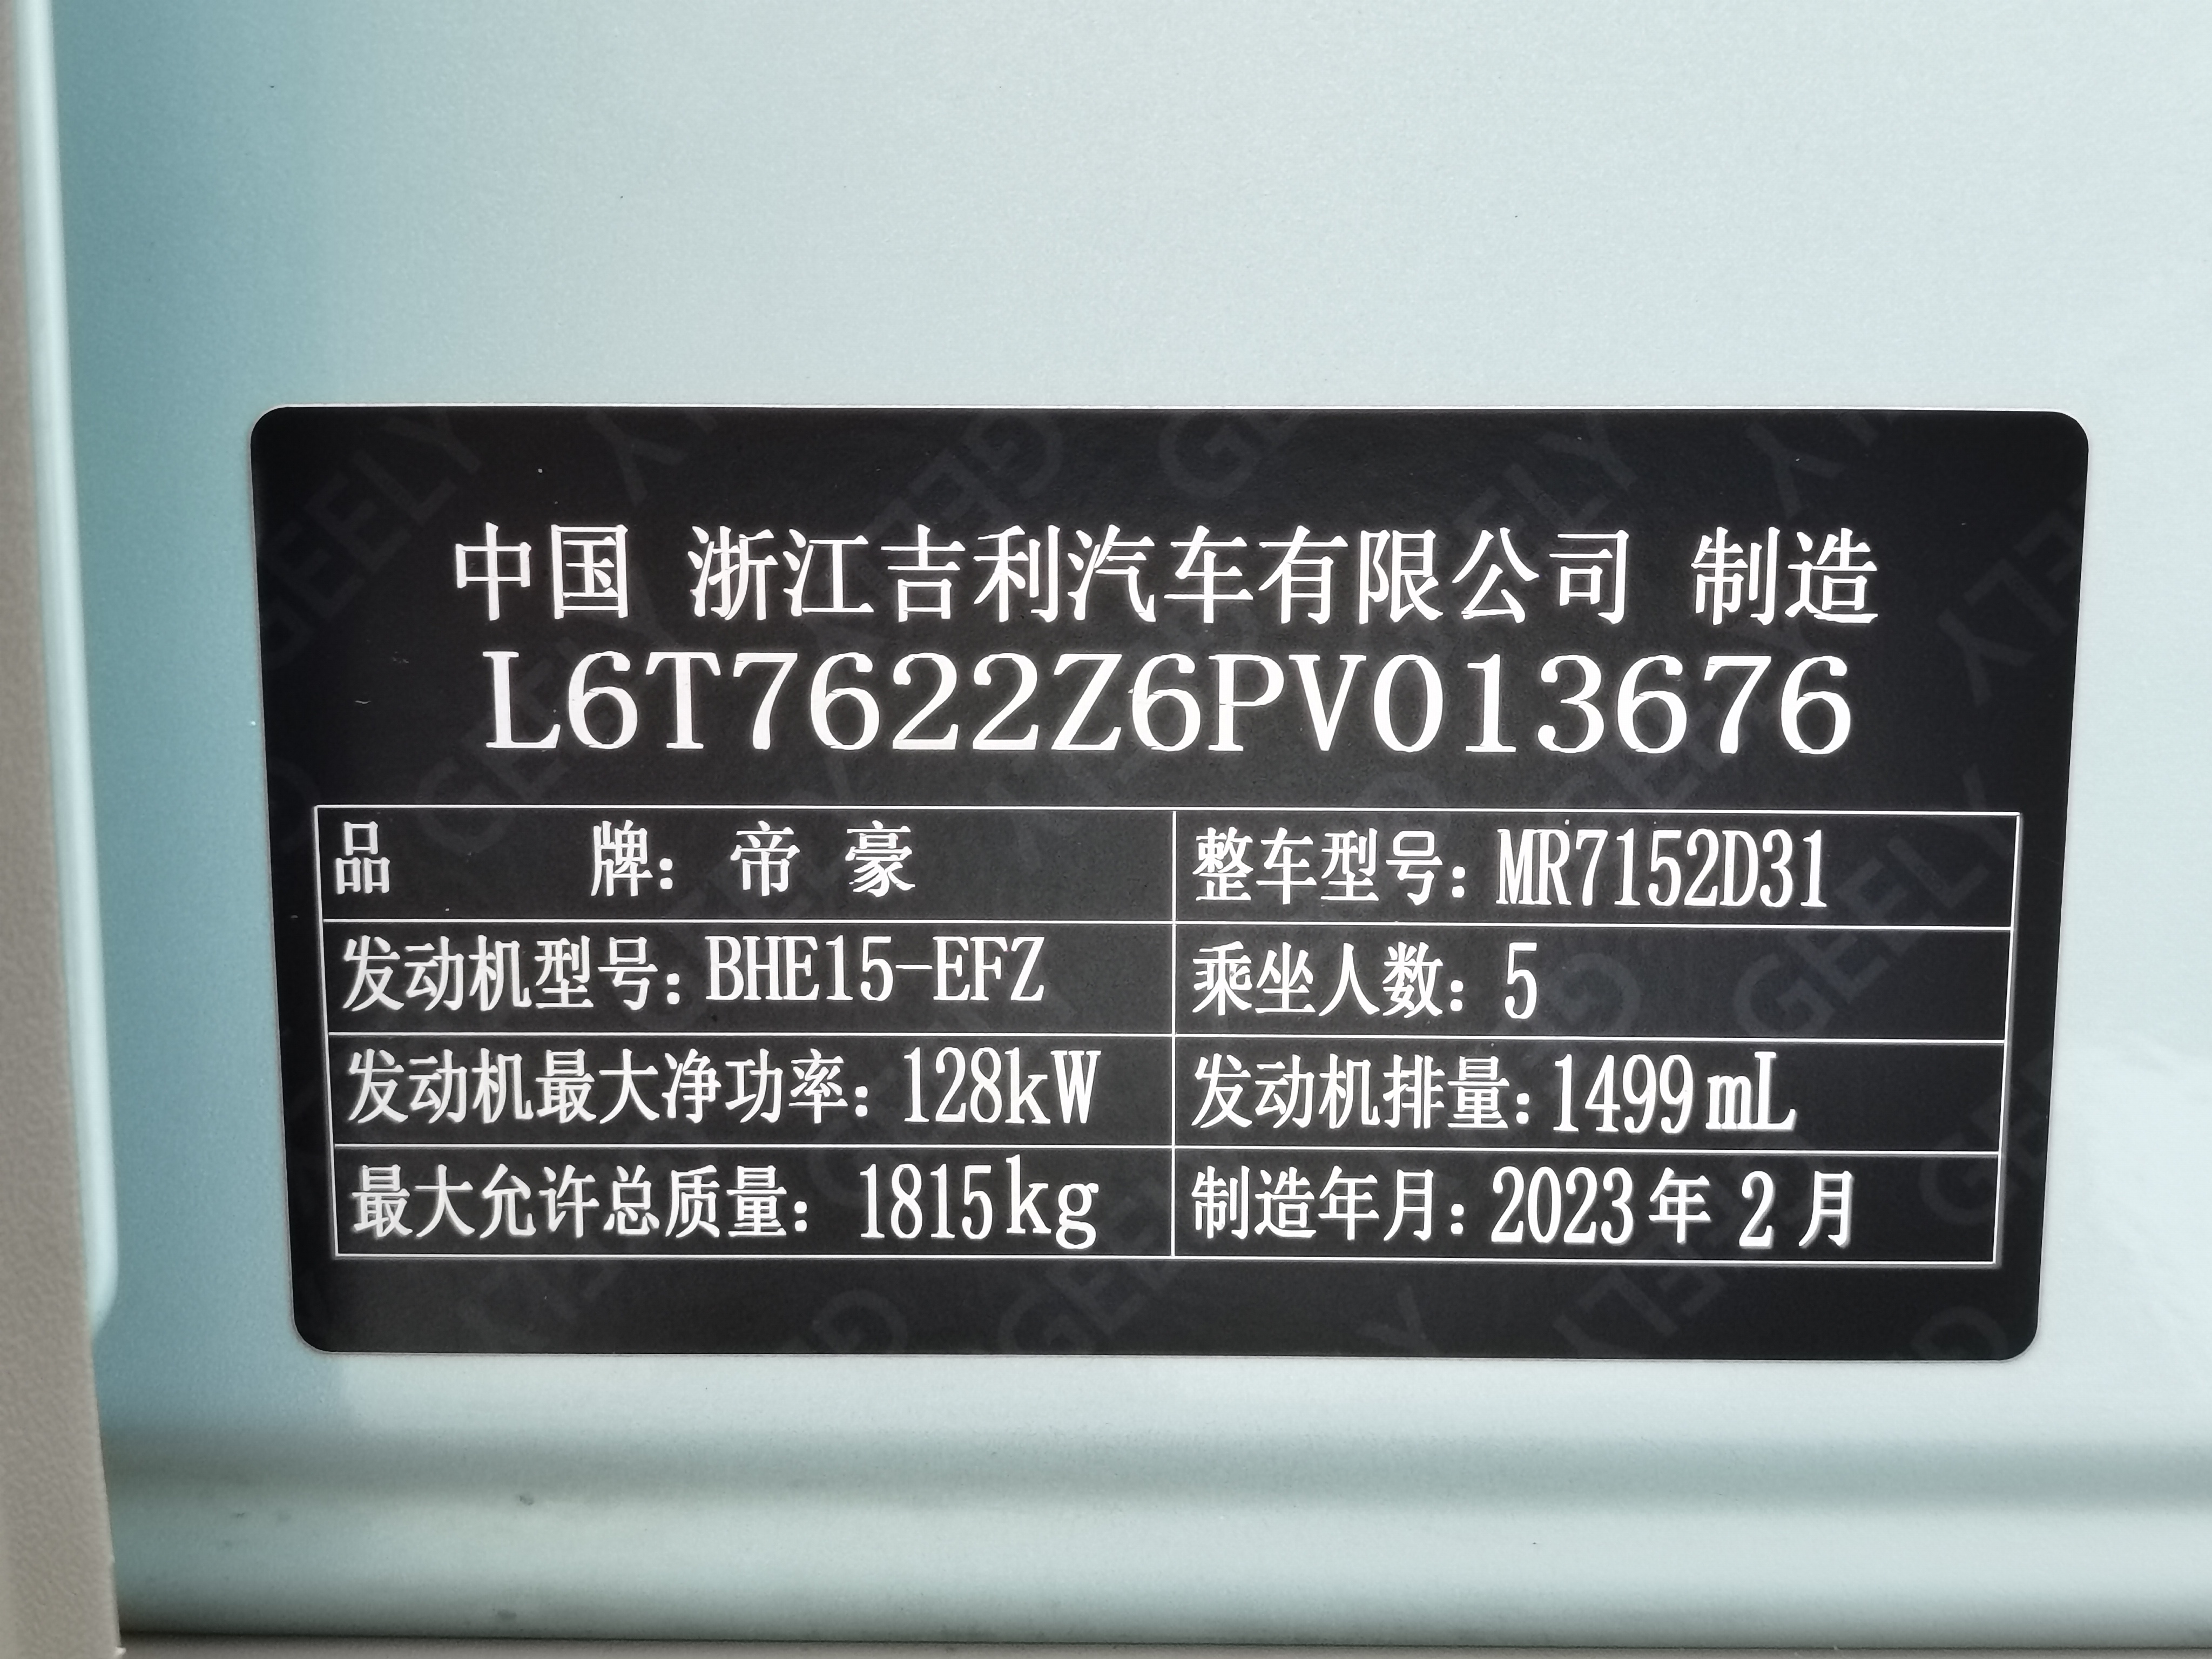 中国 浙江吉利汽车有限公司 制造
L6T7622Z6PV013676
品 牌：帝豪 整车型号：MR7152D31
发动机型号：BHE15-EFZ 乘坐人数：5
发动机最大净功率：128kW 发动机排量：1499mL
最大允许总质量：1815kg 制造年月：2023年2月